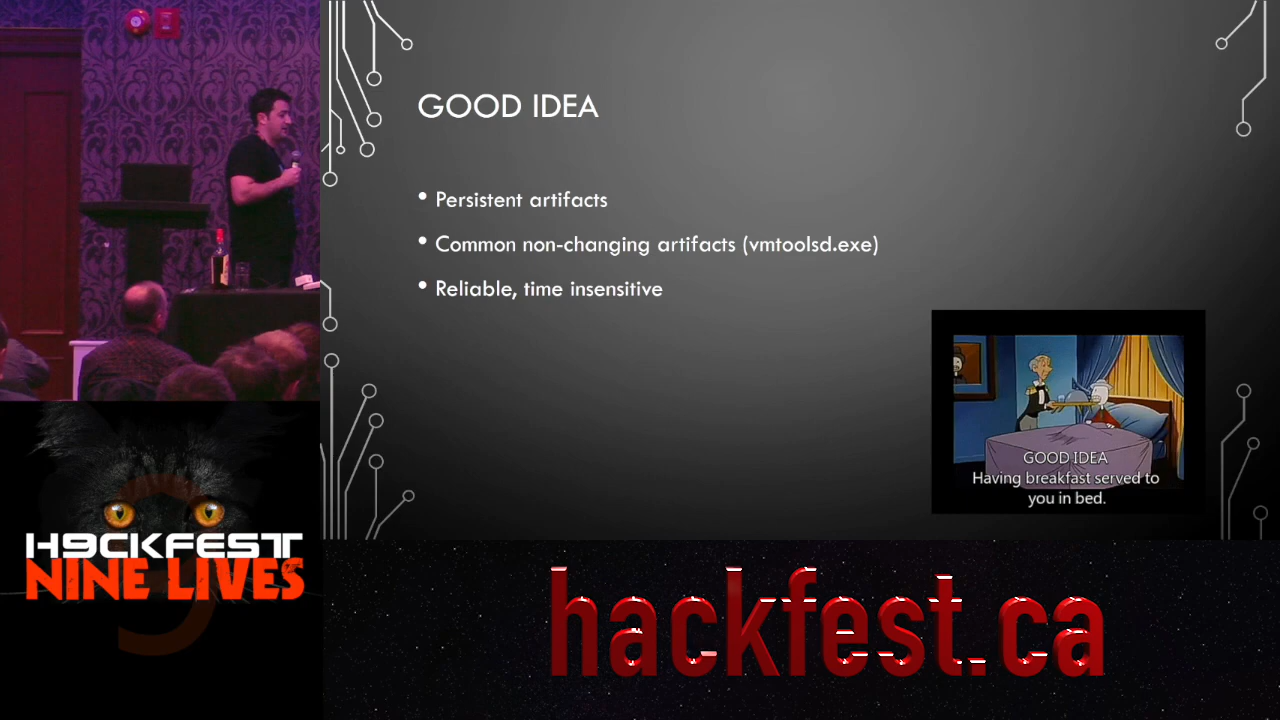 GOOD IDEA
• Persistent artifacts
• Common non-changing artifacts (vmtoolsd.exe)
• Reliable, time insensitive
GOOD IDEA
Having breakfast served to
you in bed.
H9CKFEST
NINE LIVES
9
hackfest.ca